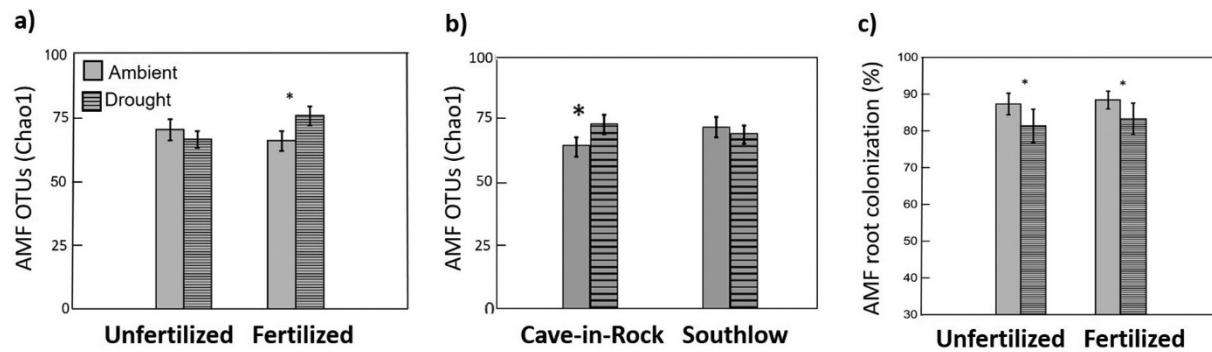 a)
AMF OTUs (Chao1)
100
75
50
25
0
Ambient
Drought
*
Unfertilized Fertilized
b)
AMF OTUs (Chao1)
100
75
50
25
0
*
Cave-in-Rock Southlow
c)
AMF root colonization (%)
100
90
80
70
60
50
40
30
* *
Unfertilized Fertilized